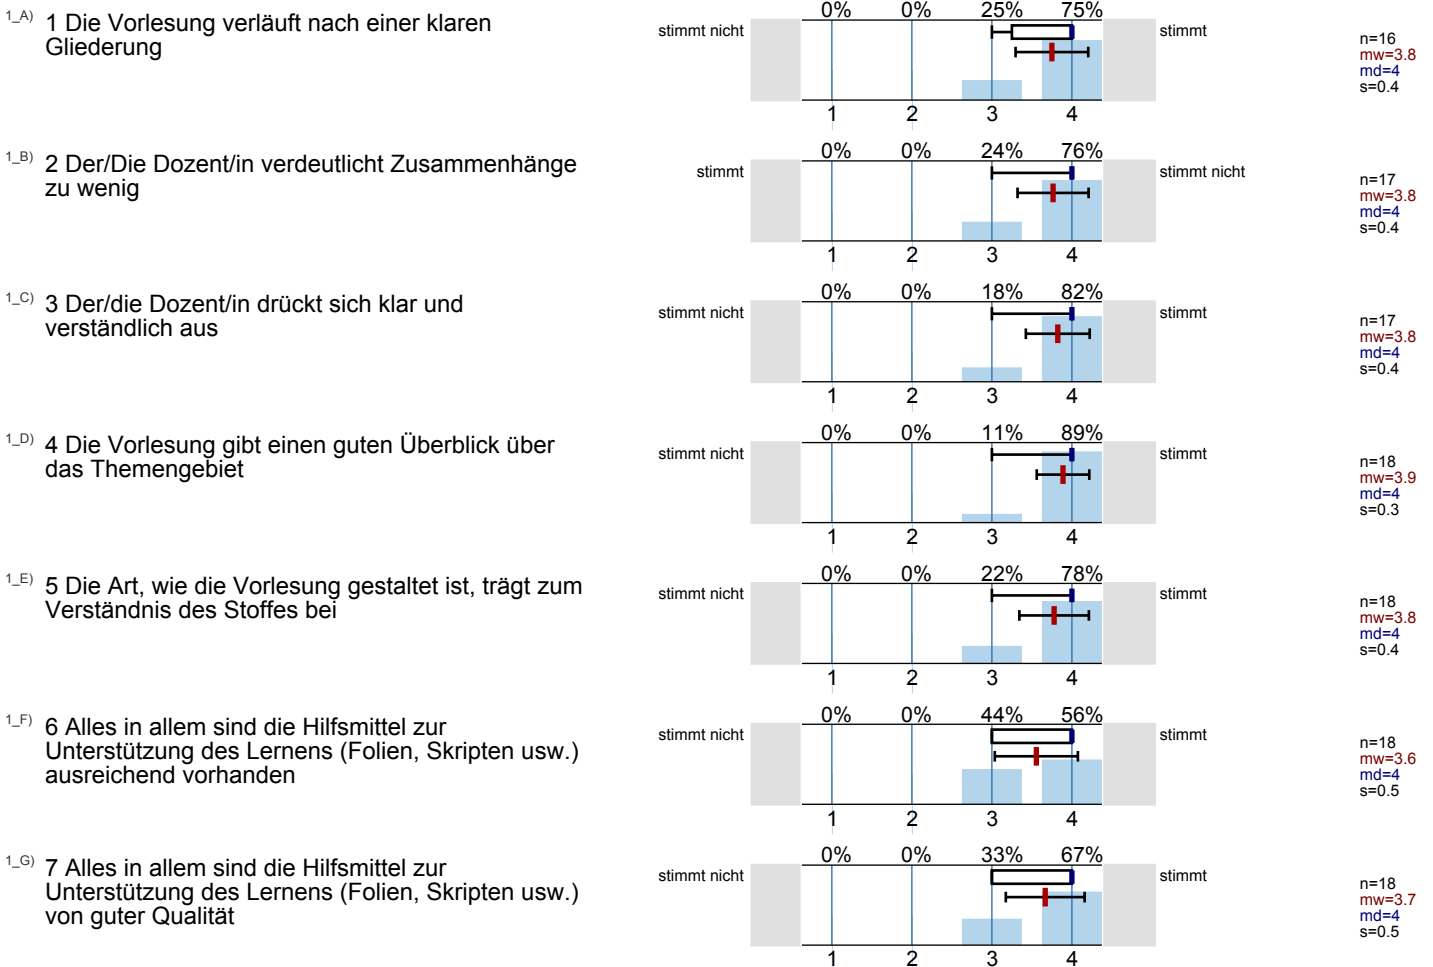 1_A) 1 Die Vorlesung verläuft nach einer klaren
Gliederung
0% 0% 25% 75%
stimmt nicht
stimmt
1 2 3 4
n=16
mw=3.8
md=4
s=0.4
1_B) 2 Der/Die Dozent/in verdeutlicht Zusammenhänge
zu wenig
0% 0% 24% 76%
stimmt
stimmt nicht
1 2 3 4
n=17
mw=3.8
md=4
s=0.4
1_C) 3 Der/die Dozent/in drückt sich klar und
verständlich aus
0% 0% 18% 82%
stimmt nicht
stimmt
1 2 3 4
n=17
mw=3.8
md=4
s=0.4
1_D) 4 Die Vorlesung gibt einen guten Überblick über
das Themengebiet
0% 0% 11% 89%
stimmt nicht
stimmt
1 2 3 4
n=18
mw=3.9
md=4
s=0.3
1_E) 5 Die Art, wie die Vorlesung gestaltet ist, trägt zum
Verständnis des Stoffes bei
0% 0% 22% 78%
stimmt nicht
stimmt
1 2 3 4
n=18
mw=3.8
md=4
s=0.4
1_F) 6 Alles in allem sind die Hilfsmittel zur
Unterstützung des Lernens (Folien, Skripten usw.)
ausreichend vorhanden
0% 0% 44% 56%
stimmt nicht
stimmt
1 2 3 4
n=18
mw=3.6
md=4
s=0.5
1_G) 7 Alles in allem sind die Hilfsmittel zur
Unterstützung des Lernens (Folien, Skripten usw.)
von guter Qualität
0% 0% 33% 67%
stimmt nicht
stimmt
1 2 3 4
n=18
mw=3.7
md=4
s=0.5